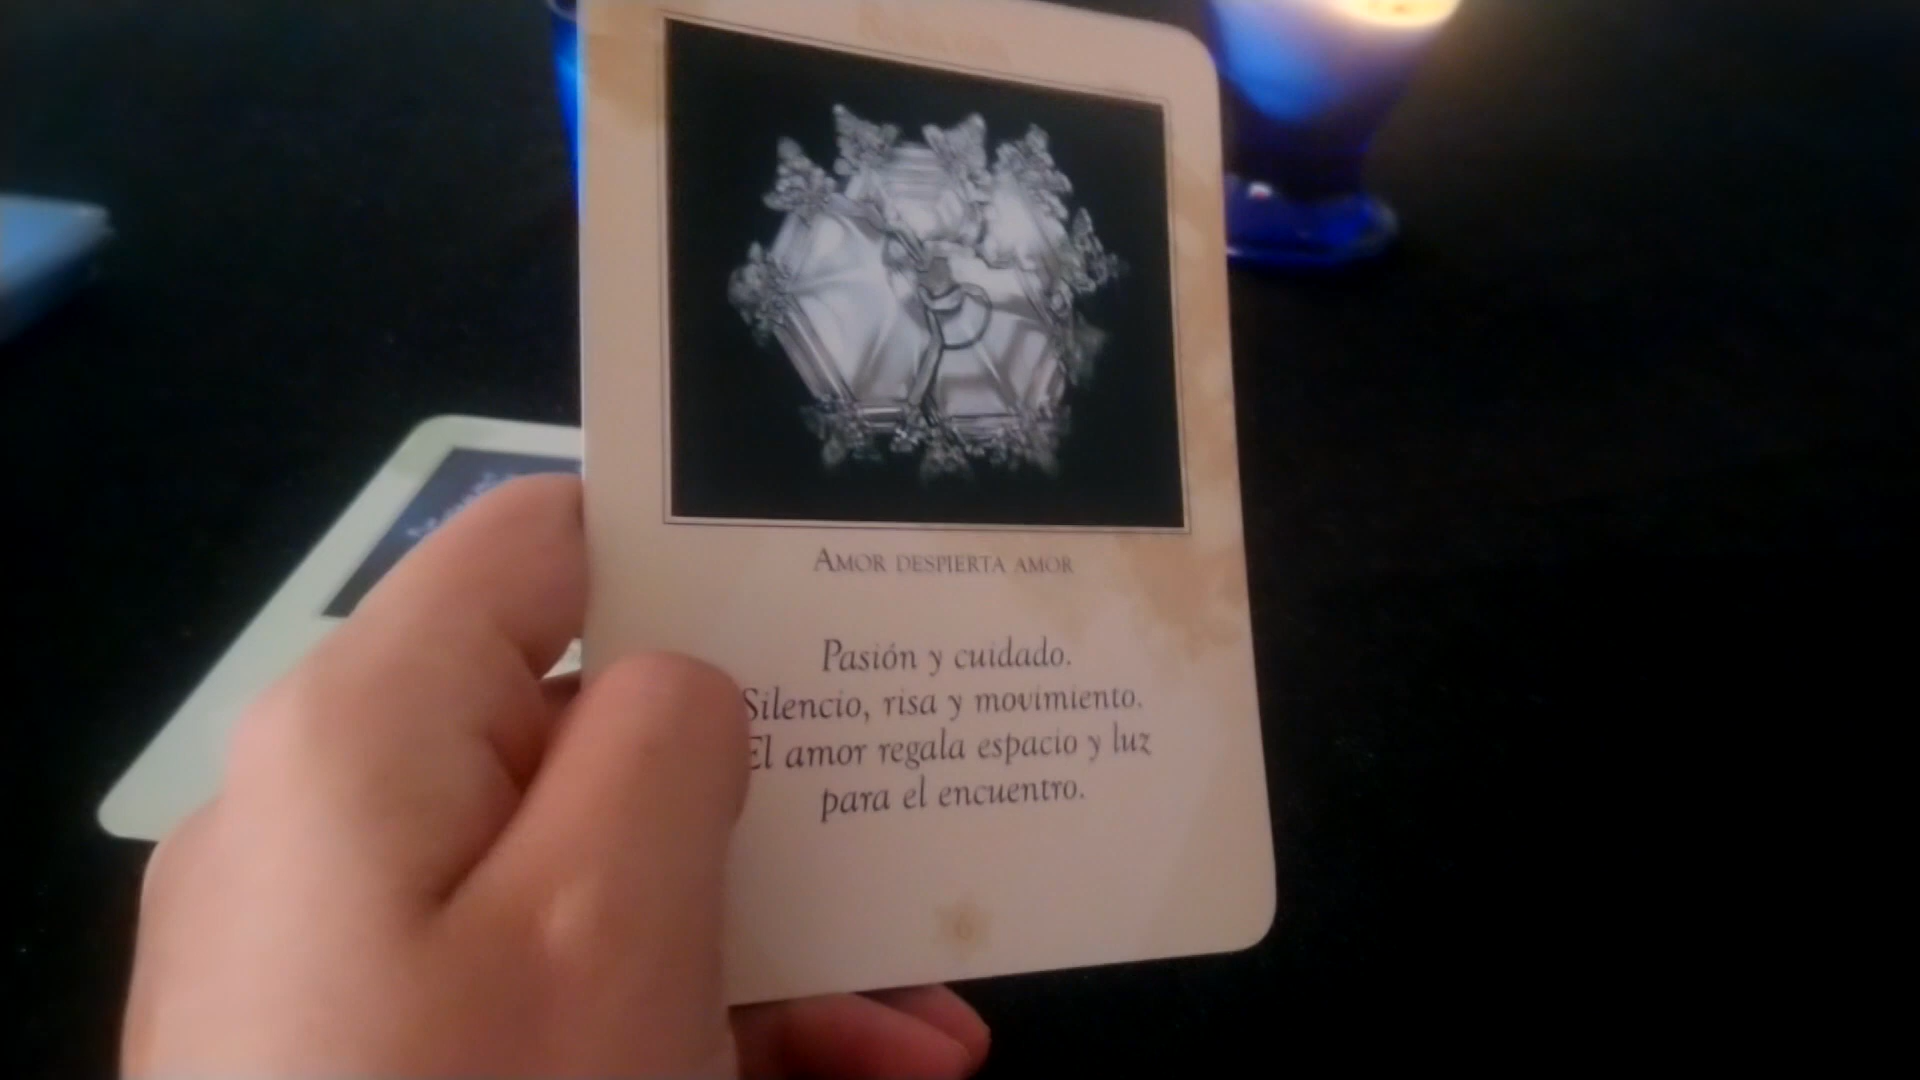 Amor despierta amor
Pasión y cuidado.
Silencio, risa y movimiento.
El amor regala espacio y luz
para el encuentro.